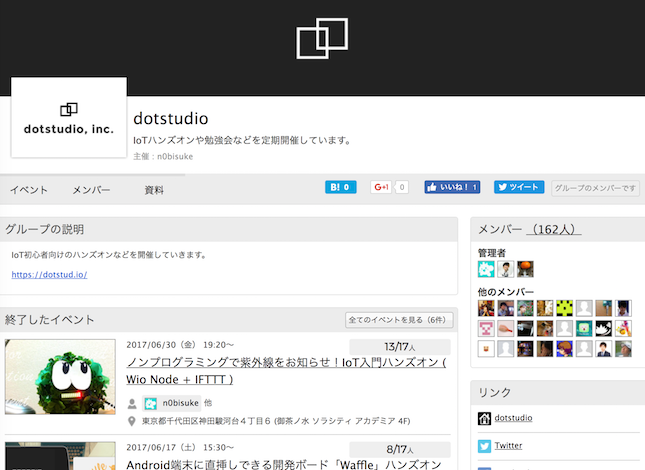 dotstudio, inc.
dotstudio
IoTハンズオンや勉強会などを定期開催しています。
主催：n0bisuke
イベント メンバー 資料
B! 0
G+1 0
いいね！ 1
ツイート
グループのメンバーです
グループの説明
IoT初心者向けのハンズオンなどを開催していきます。
https://dotstud.io/
終了したイベント
全てのイベントを見る（6件）
2017/06/30（金） 19:20〜
13/17人
ノンプログラミングで紫外線をお知らせ！IoT入門ハンズオン (
Wio Node + IFTTT )
n0bisuke 他
東京都千代田区神田駿河台４丁目６ (御茶ノ水 ソラシティ アカデミア 4F)
2017/06/17（土） 15:30〜
8/17人
Android端末に直挿しできる開発ボード「Waffle」ハンズオン
メンバー （162人）
管理者
他のメンバー
リンク
dotstudio
Twitter